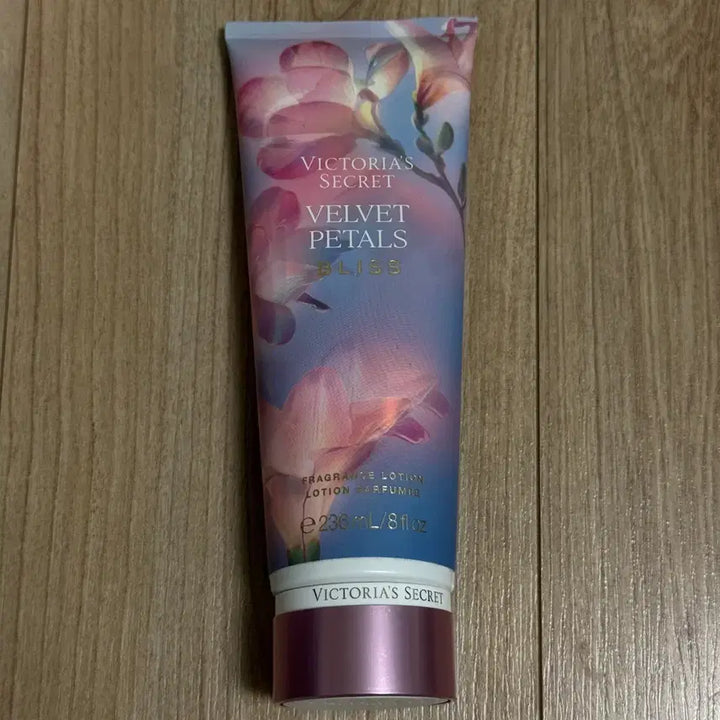 VICTORIA'S
SECRET
VELVET
PETALS
BLISS
FRAGRANCE LOTION
LOTION PARFUMÉE
℮ 236 mL/8 fl oz
VICTORIA'S SECRET